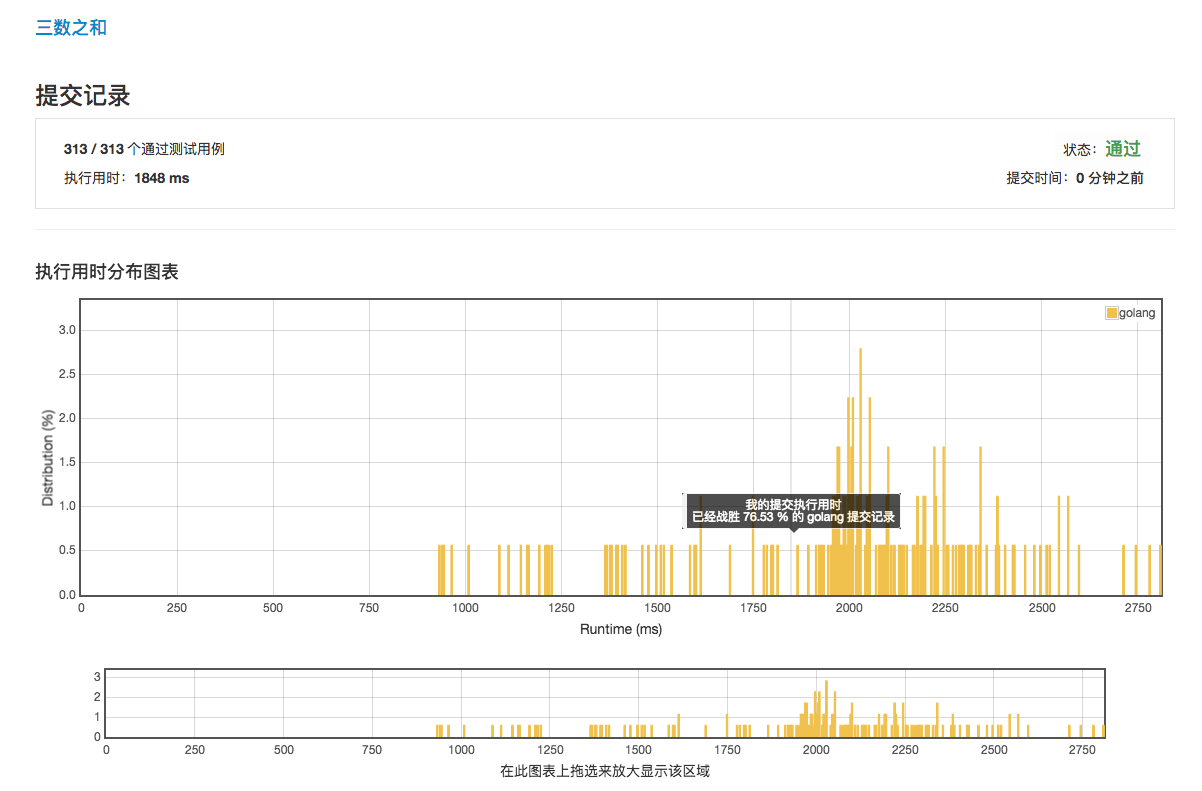 三数之和
提交记录
313 / 313 个通过测试用例
状态：通过
执行用时：1848 ms
提交时间：0 分钟之前
执行用时分布图表
golang
3.0
2.5
2.0
1.5
1.0
0.5
0.0
Distribution (%)
我的提交执行用时
已经战胜 76.53 % 的 golang 提交记录
0 250 500 750 1000 1250 1500 1750 2000 2250 2500 2750
Runtime (ms)
3
2
1
0
0 250 500 750 1000 1250 1500 1750 2000 2250 2500 2750
在此图表上拖选来放大显示该区域